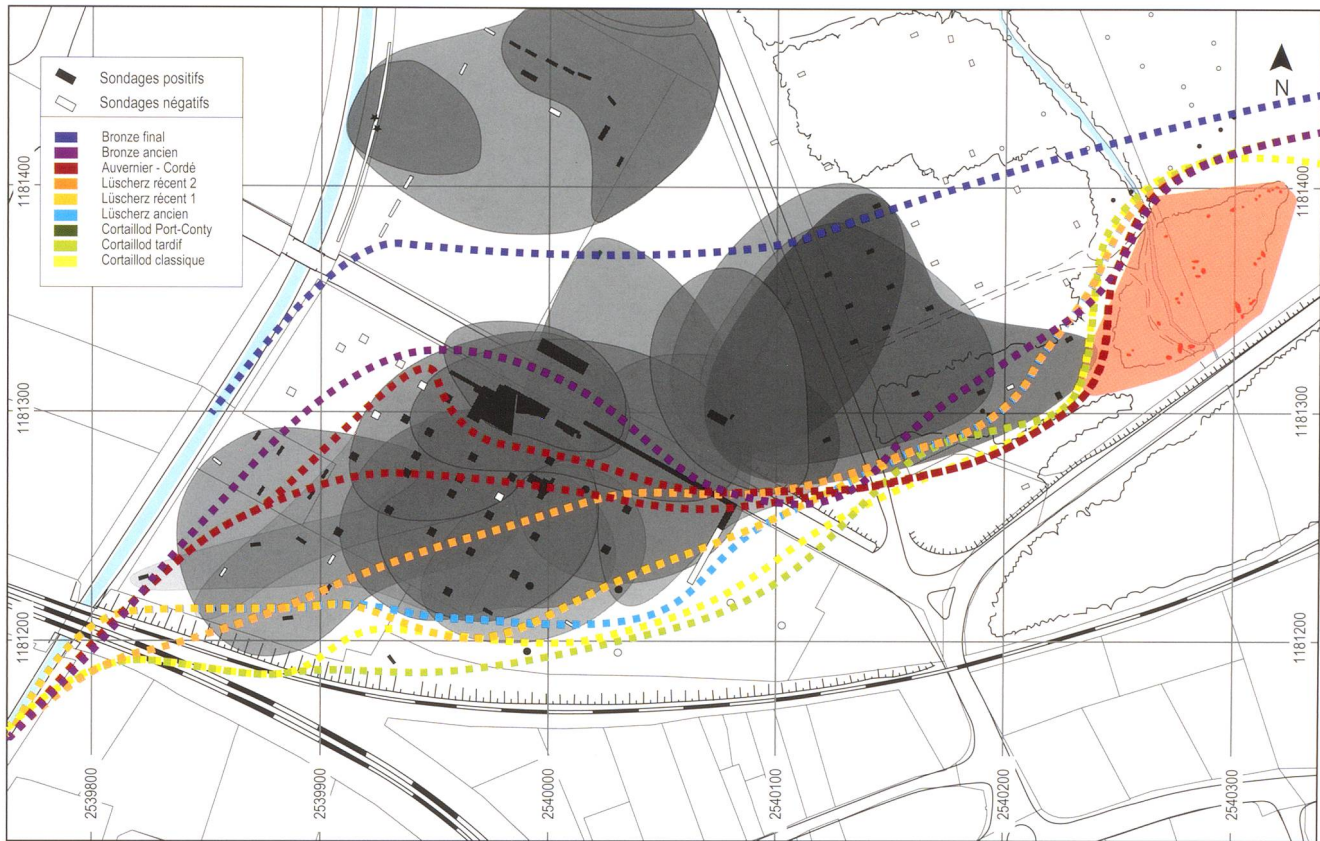 Sondages positifs
Sondages négatifs
Bronze final
Bronze ancien
Auvernier - Cordé
Lüscherz récent 2
Lüscherz récent 1
Lüscherz ancien
Cortaillod Port-Conty
Cortaillod tardif
Cortaillod classique
N
1181400
1181400
1181300
1181300
1181200
1181200
2539800
2539900
2540000
2540100
2540200
2540300